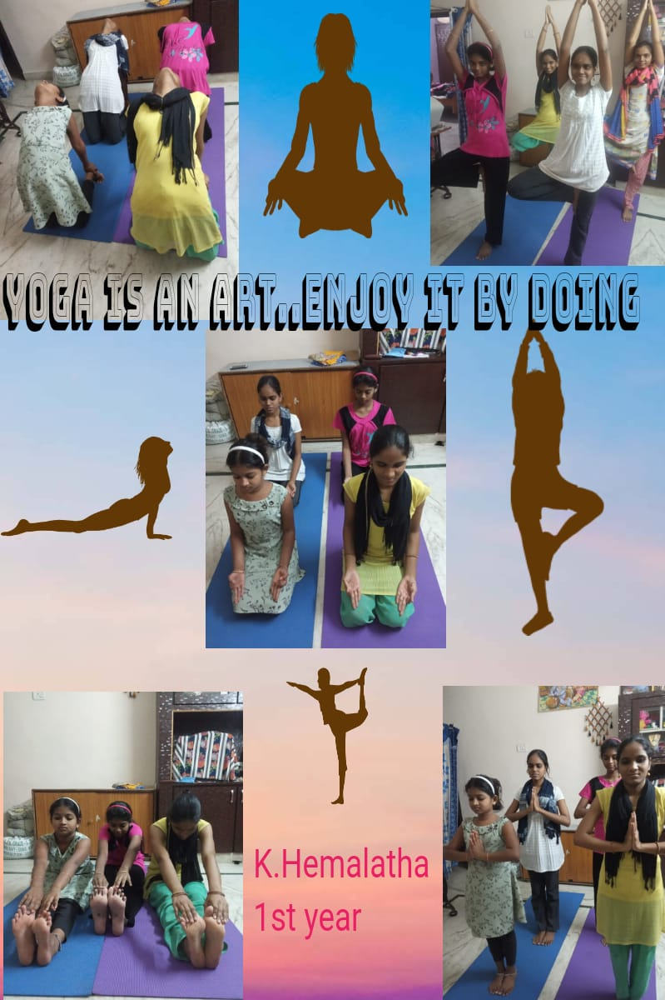 YOGA IS AN ART..ENJOY IT BY DOING
K.Hemalatha
1st year